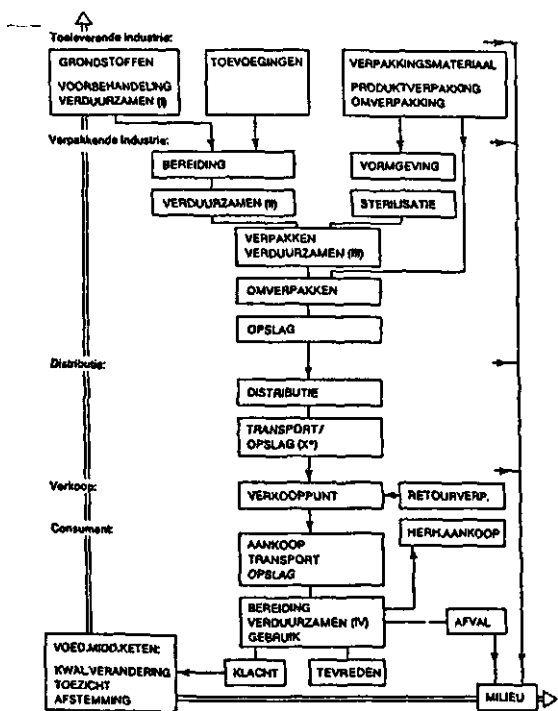 Toeleverende Industrie:
GRONDSTOFFEN
VOORBEHANDELING
VERDUURZAMEN (I)
TOEVOEGINGEN
VERPAKKINGSMATERIAAL
PRODUKTVERPAKKING
OMVERPAKKING
Verpakkende Industrie:
BEREIDING
VORMGEVING
VERDUURZAMEN (II)
STERILISATIE
VERPAKKEN
VERDUURZAMEN (III)
OMVERPAKKEN
OPSLAG
Distributie:
DISTRIBUTIE
TRANSPORT/
OPSLAG (X°)
Verkoop:
VERKOOPPUNT
RETOURVERP.
Consument:
HERH.AANKOOP
AANKOOP
TRANSPORT
OPSLAG
BEREIDING
VERDUURZAMEN (IV)
GEBRUIK
AFVAL
VOED.MIDD.KETEN:
KWAL.VERANDERING
TOEZICHT
AFSTEMMING
KLACHT
TEVREDEN
MILIEU